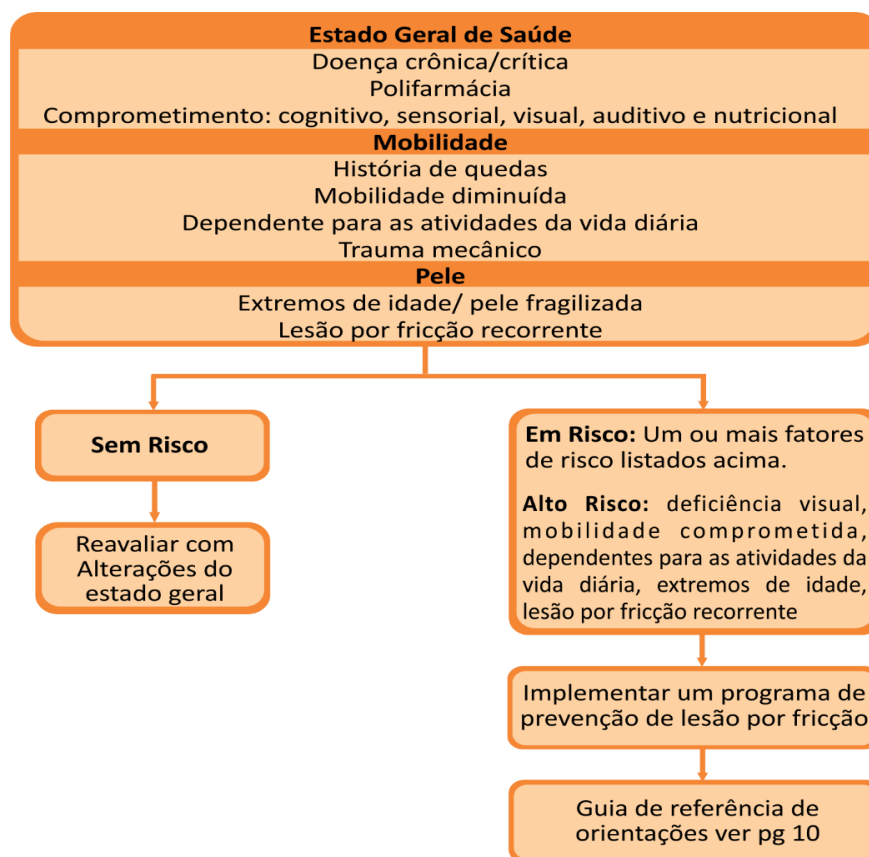 Estado Geral de Saúde
Doença crônica/crítica
Polifarmácia
Comprometimento: cognitivo, sensorial, visual, auditivo e nutricional
Mobilidade
História de quedas
Mobilidade diminuída
Dependente para as atividades da vida diária
Trauma mecânico
Pele
Extremos de idade/ pele fragilizada
Lesão por fricção recorrente
Sem Risco
Reavaliar com
Alterações do
estado geral
Em Risco: Um ou mais fatores
de risco listados acima.
Alto Risco: deficiência visual,
mobilidade comprometida,
dependentes para as atividades da
vida diária, extremos de idade,
lesão por fricção recorrente
Implementar um programa de
prevenção de lesão por fricção
Guia de referência de
orientações ver pg 10